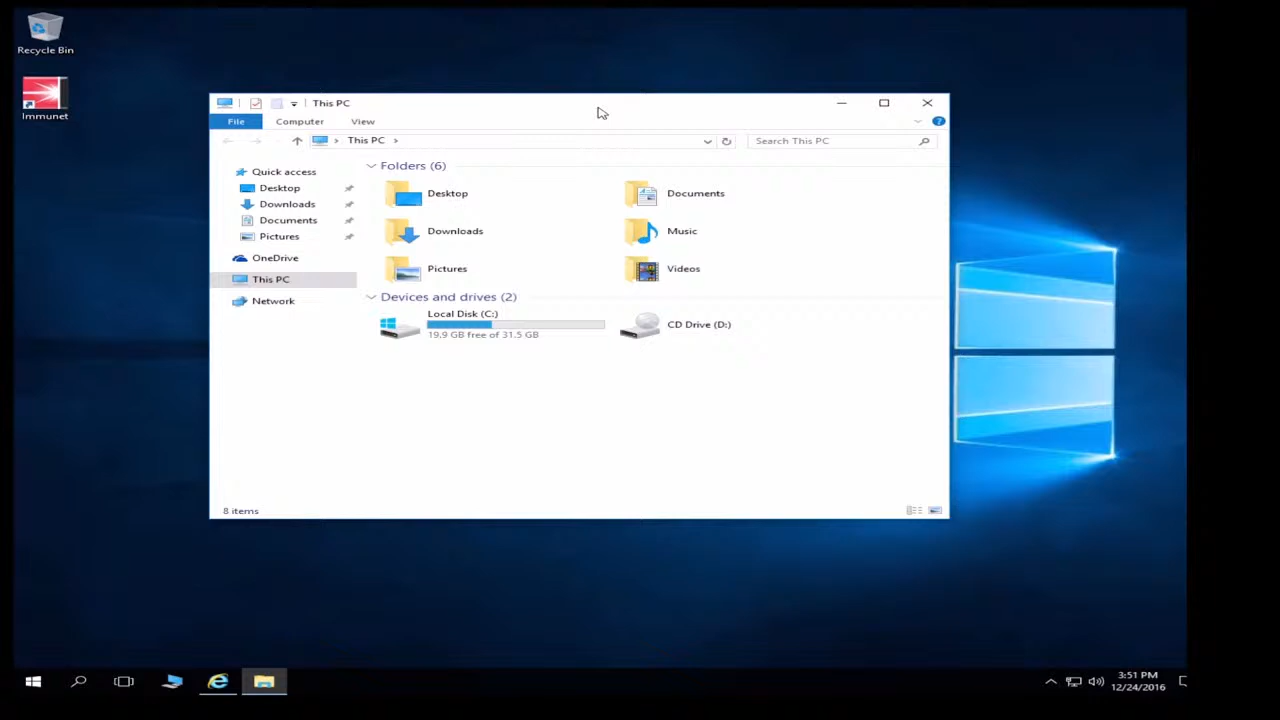 Recycle Bin
Immunet
This PC
File Computer View
This PC
Search This PC
Quick access
Desktop
Downloads
Documents
Pictures
OneDrive
This PC
Network
Folders (6)
Desktop
Documents
Downloads
Music
Pictures
Videos
Devices and drives (2)
Local Disk (C:)
19.9 GB free of 31.5 GB
CD Drive (D:)
8 items
3:51 PM
12/24/2016